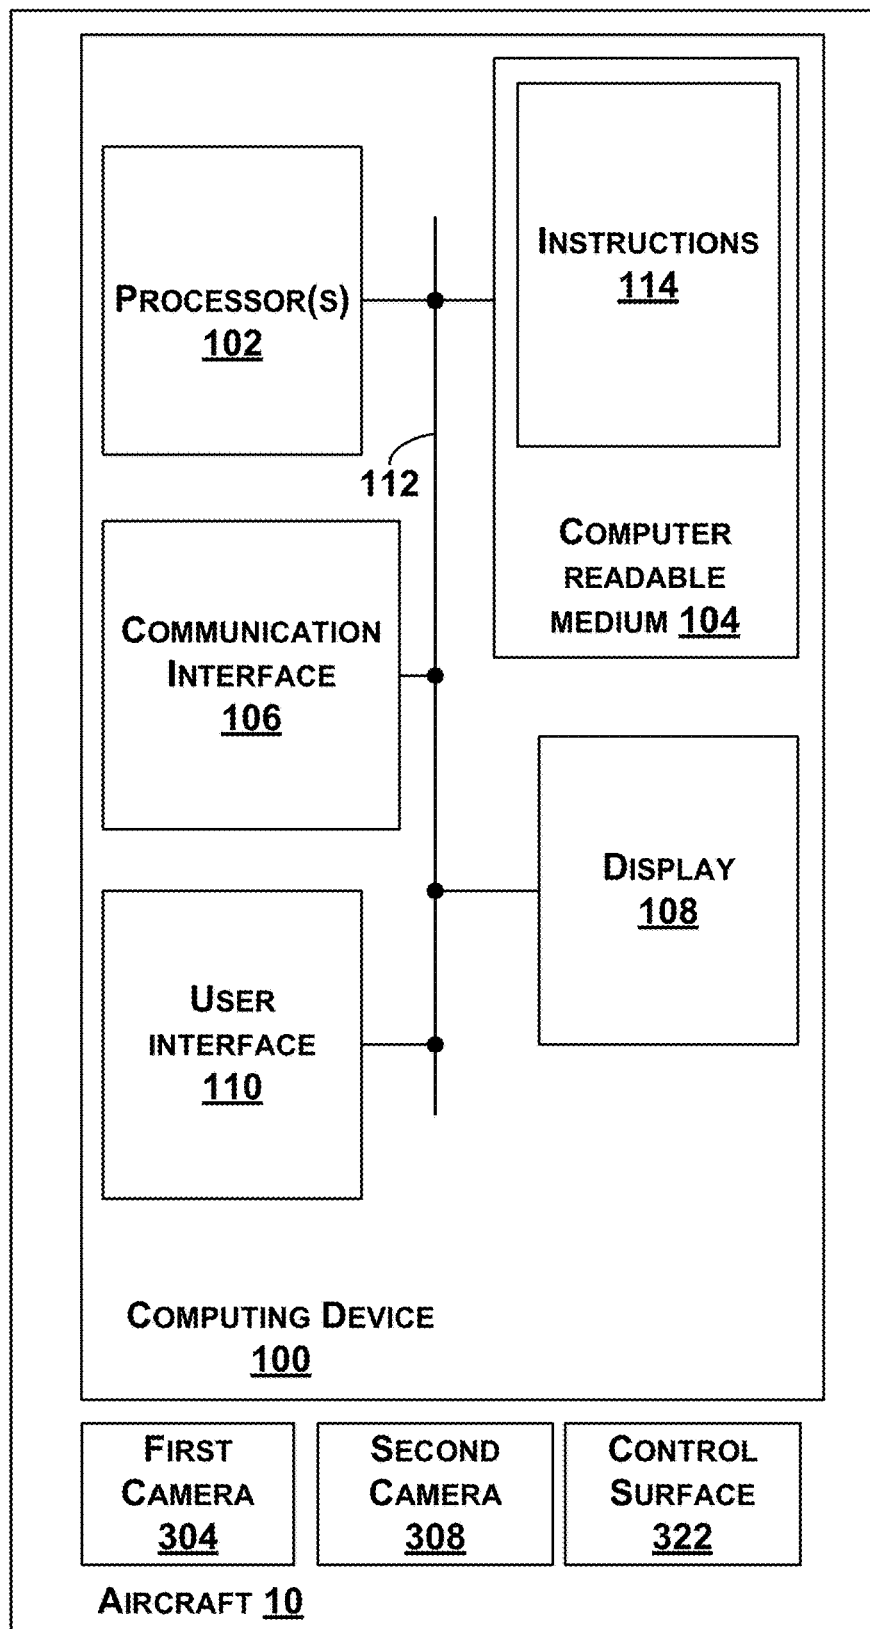 PROCESSOR(S)
102
INSTRUCTIONS
114
112
COMPUTER
READABLE
MEDIUM 104
COMMUNICATION
INTERFACE
106
DISPLAY
108
USER
INTERFACE
110
COMPUTING DEVICE
100
FIRST
CAMERA
304
SECOND
CAMERA
308
CONTROL
SURFACE
322
AIRCRAFT 10